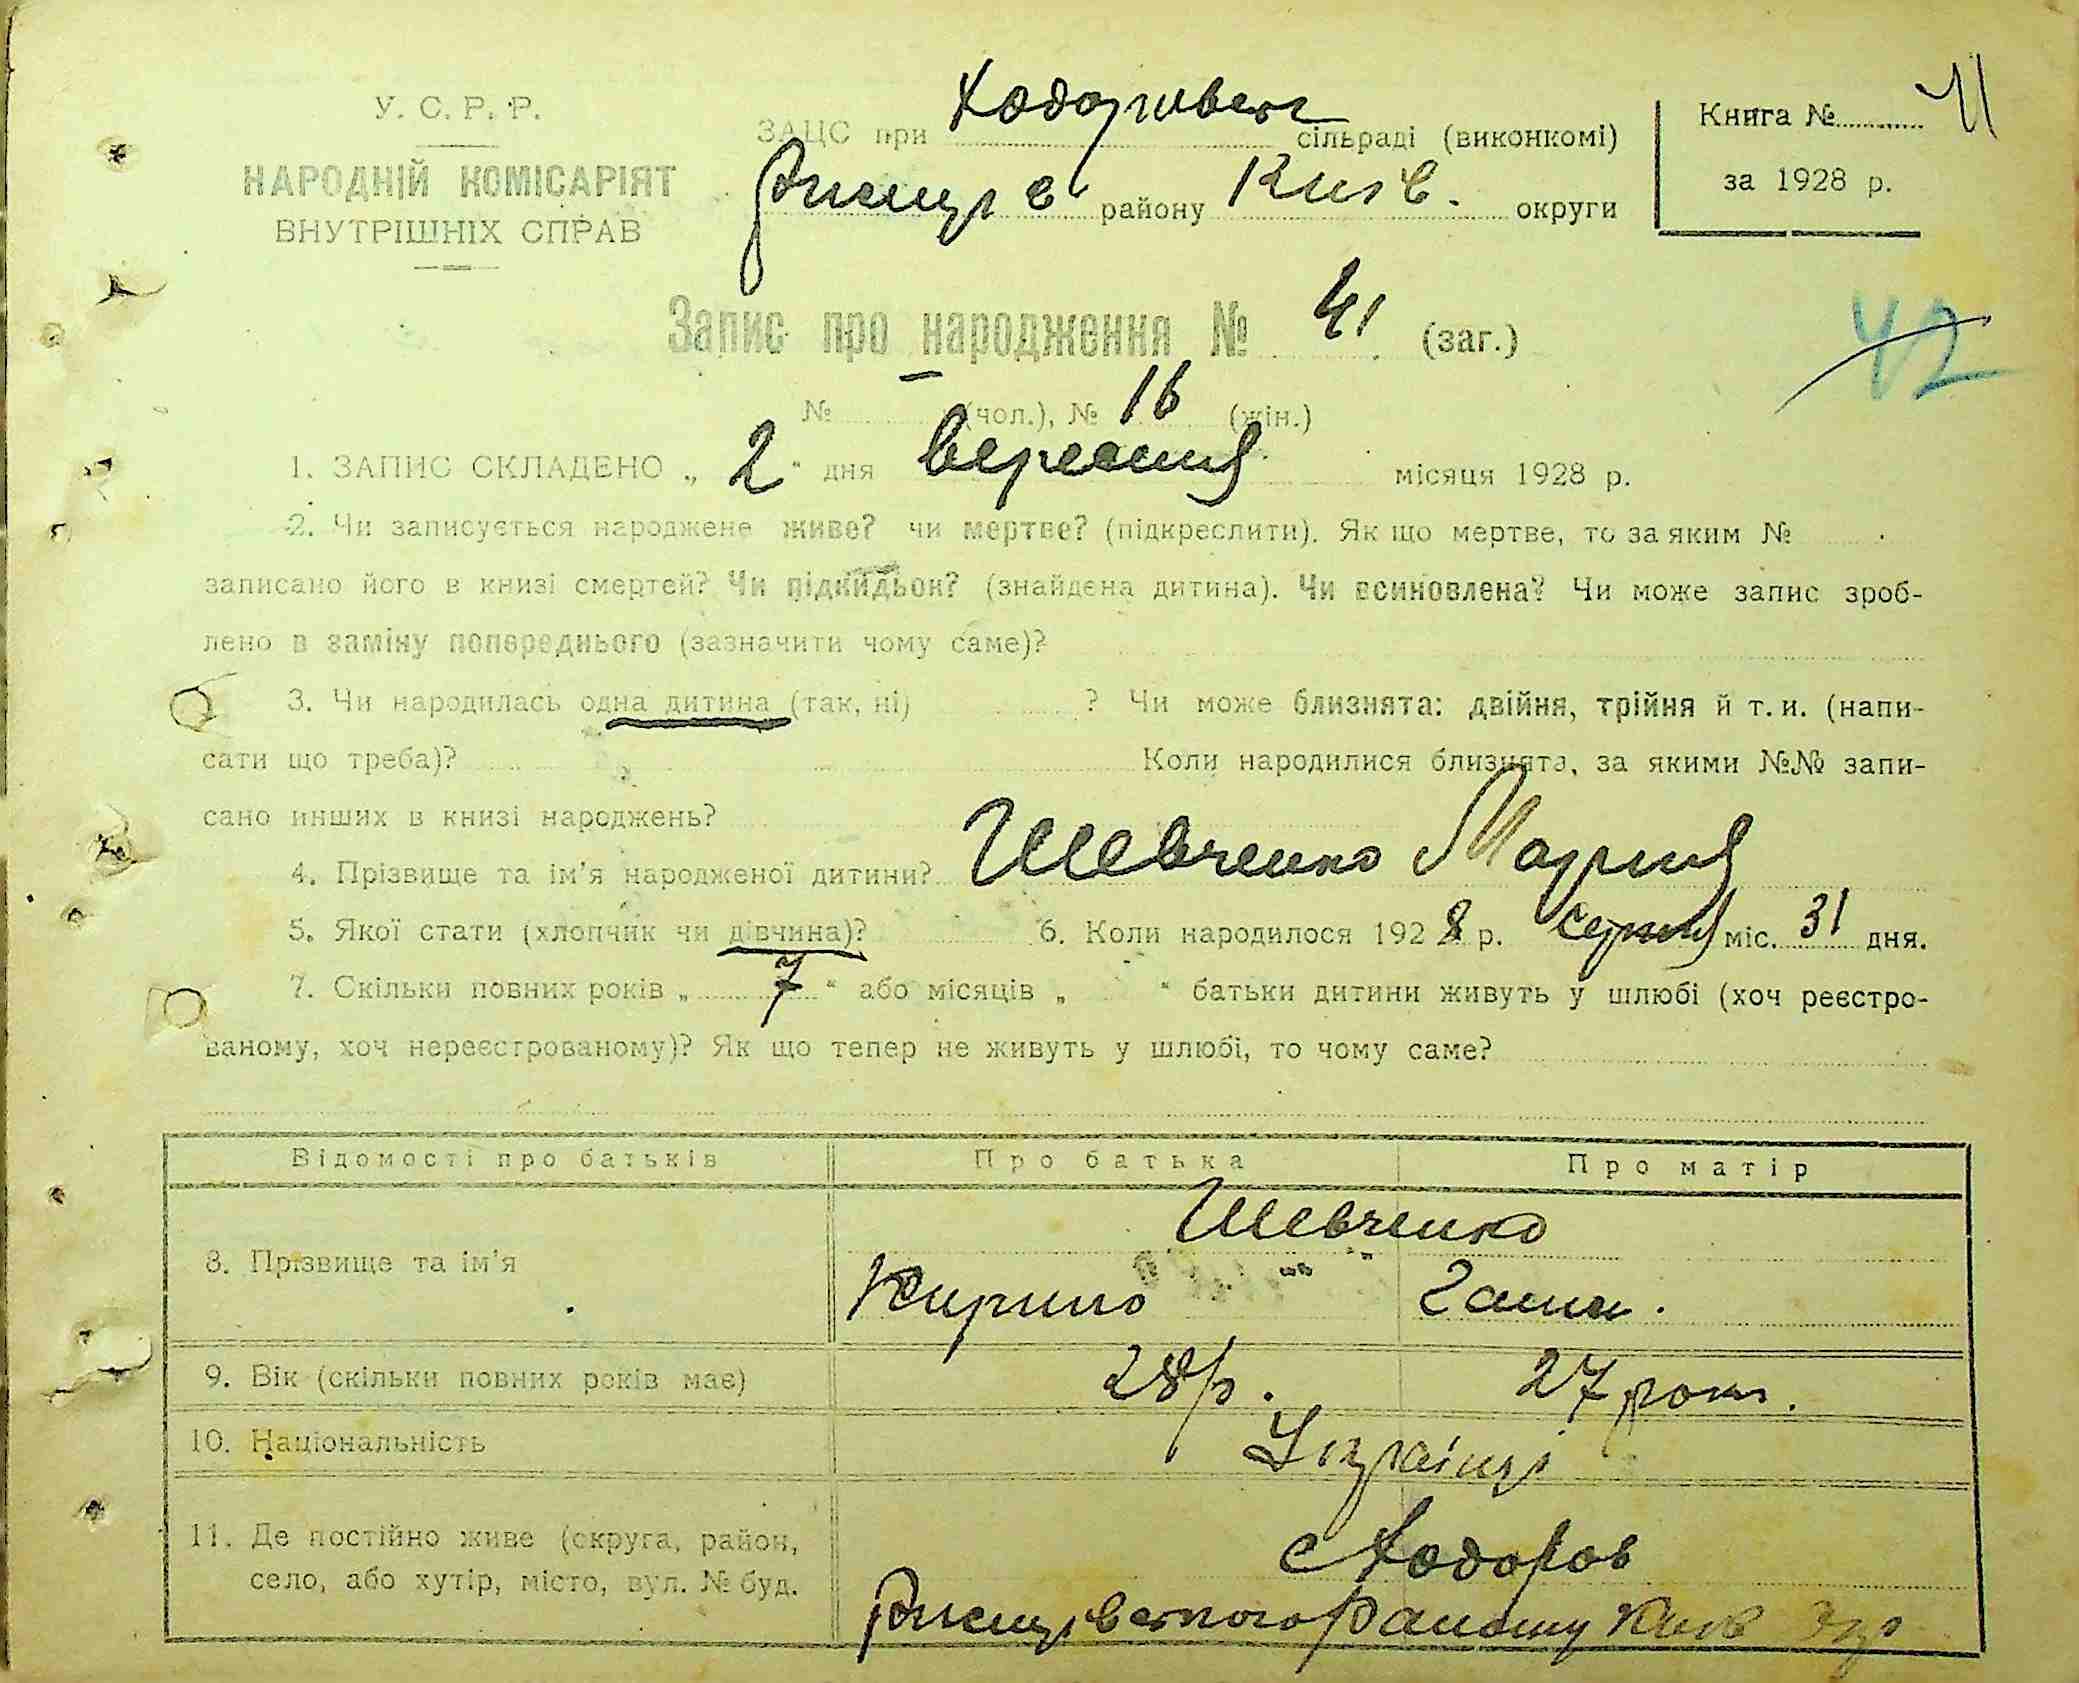 У. С. Р. Р.
НАРОДНІЙ КОМІСАРІЯТ
ВНУТРІШНІХ СПРАВ
ЗАЦС при Ходорівськ сільраді (виконкомі)
Ржищів району Київ. округи
Книга № 41
за 1928 р.
Запис про народження № 41 (заг.)
42
№ — (чол.), № 16 (жін.)
1. ЗАПИС СКЛАДЕНО „ 2 " дня вересня місяця 1928 р.
2. Чи записується народжене живе? чи мертве? (підкреслити). Як що мертве, то за яким №
записано його в книзі смертей? Чи підкидьок? (знайдена дитина). Чи всиновлена? Чи може запис зроб-
лено в заміну попереднього (зазначити чому саме)?
3. Чи народилась одна дитина (так, ні) ? Чи може близнята: двійня, трійня й т. и. (напи-
сати що треба)? Коли народилися близнята, за якими №№ запи-
сано инших в книзі народжень?
4. Прізвище та ім'я народженої дитини? Шевченко Мария
5. Якої стати (хлопчик чи дівчина)? 6. Коли народилося 1928 р. серпня міс. 31 дня.
7. Скільки повних років „ 7 " або місяців „ " батьки дитини живуть у шлюбі (хоч реєстро-
ваному, хоч нереєстрованому)? Як що тепер не живуть у шлюбі, то чому саме?
Відомості про батьків Про батька Про матір
Шевченко
8. Прізвище та ім'я Кирило Ганна.
9. Вік (скільки повних років має) 28 р. 27 рок.
10. Національність Українці
11. Де постійно живе (округа, район,
село, або хутір, місто, вул. № буд.
с Ходоров
Ржищівського Району Київ